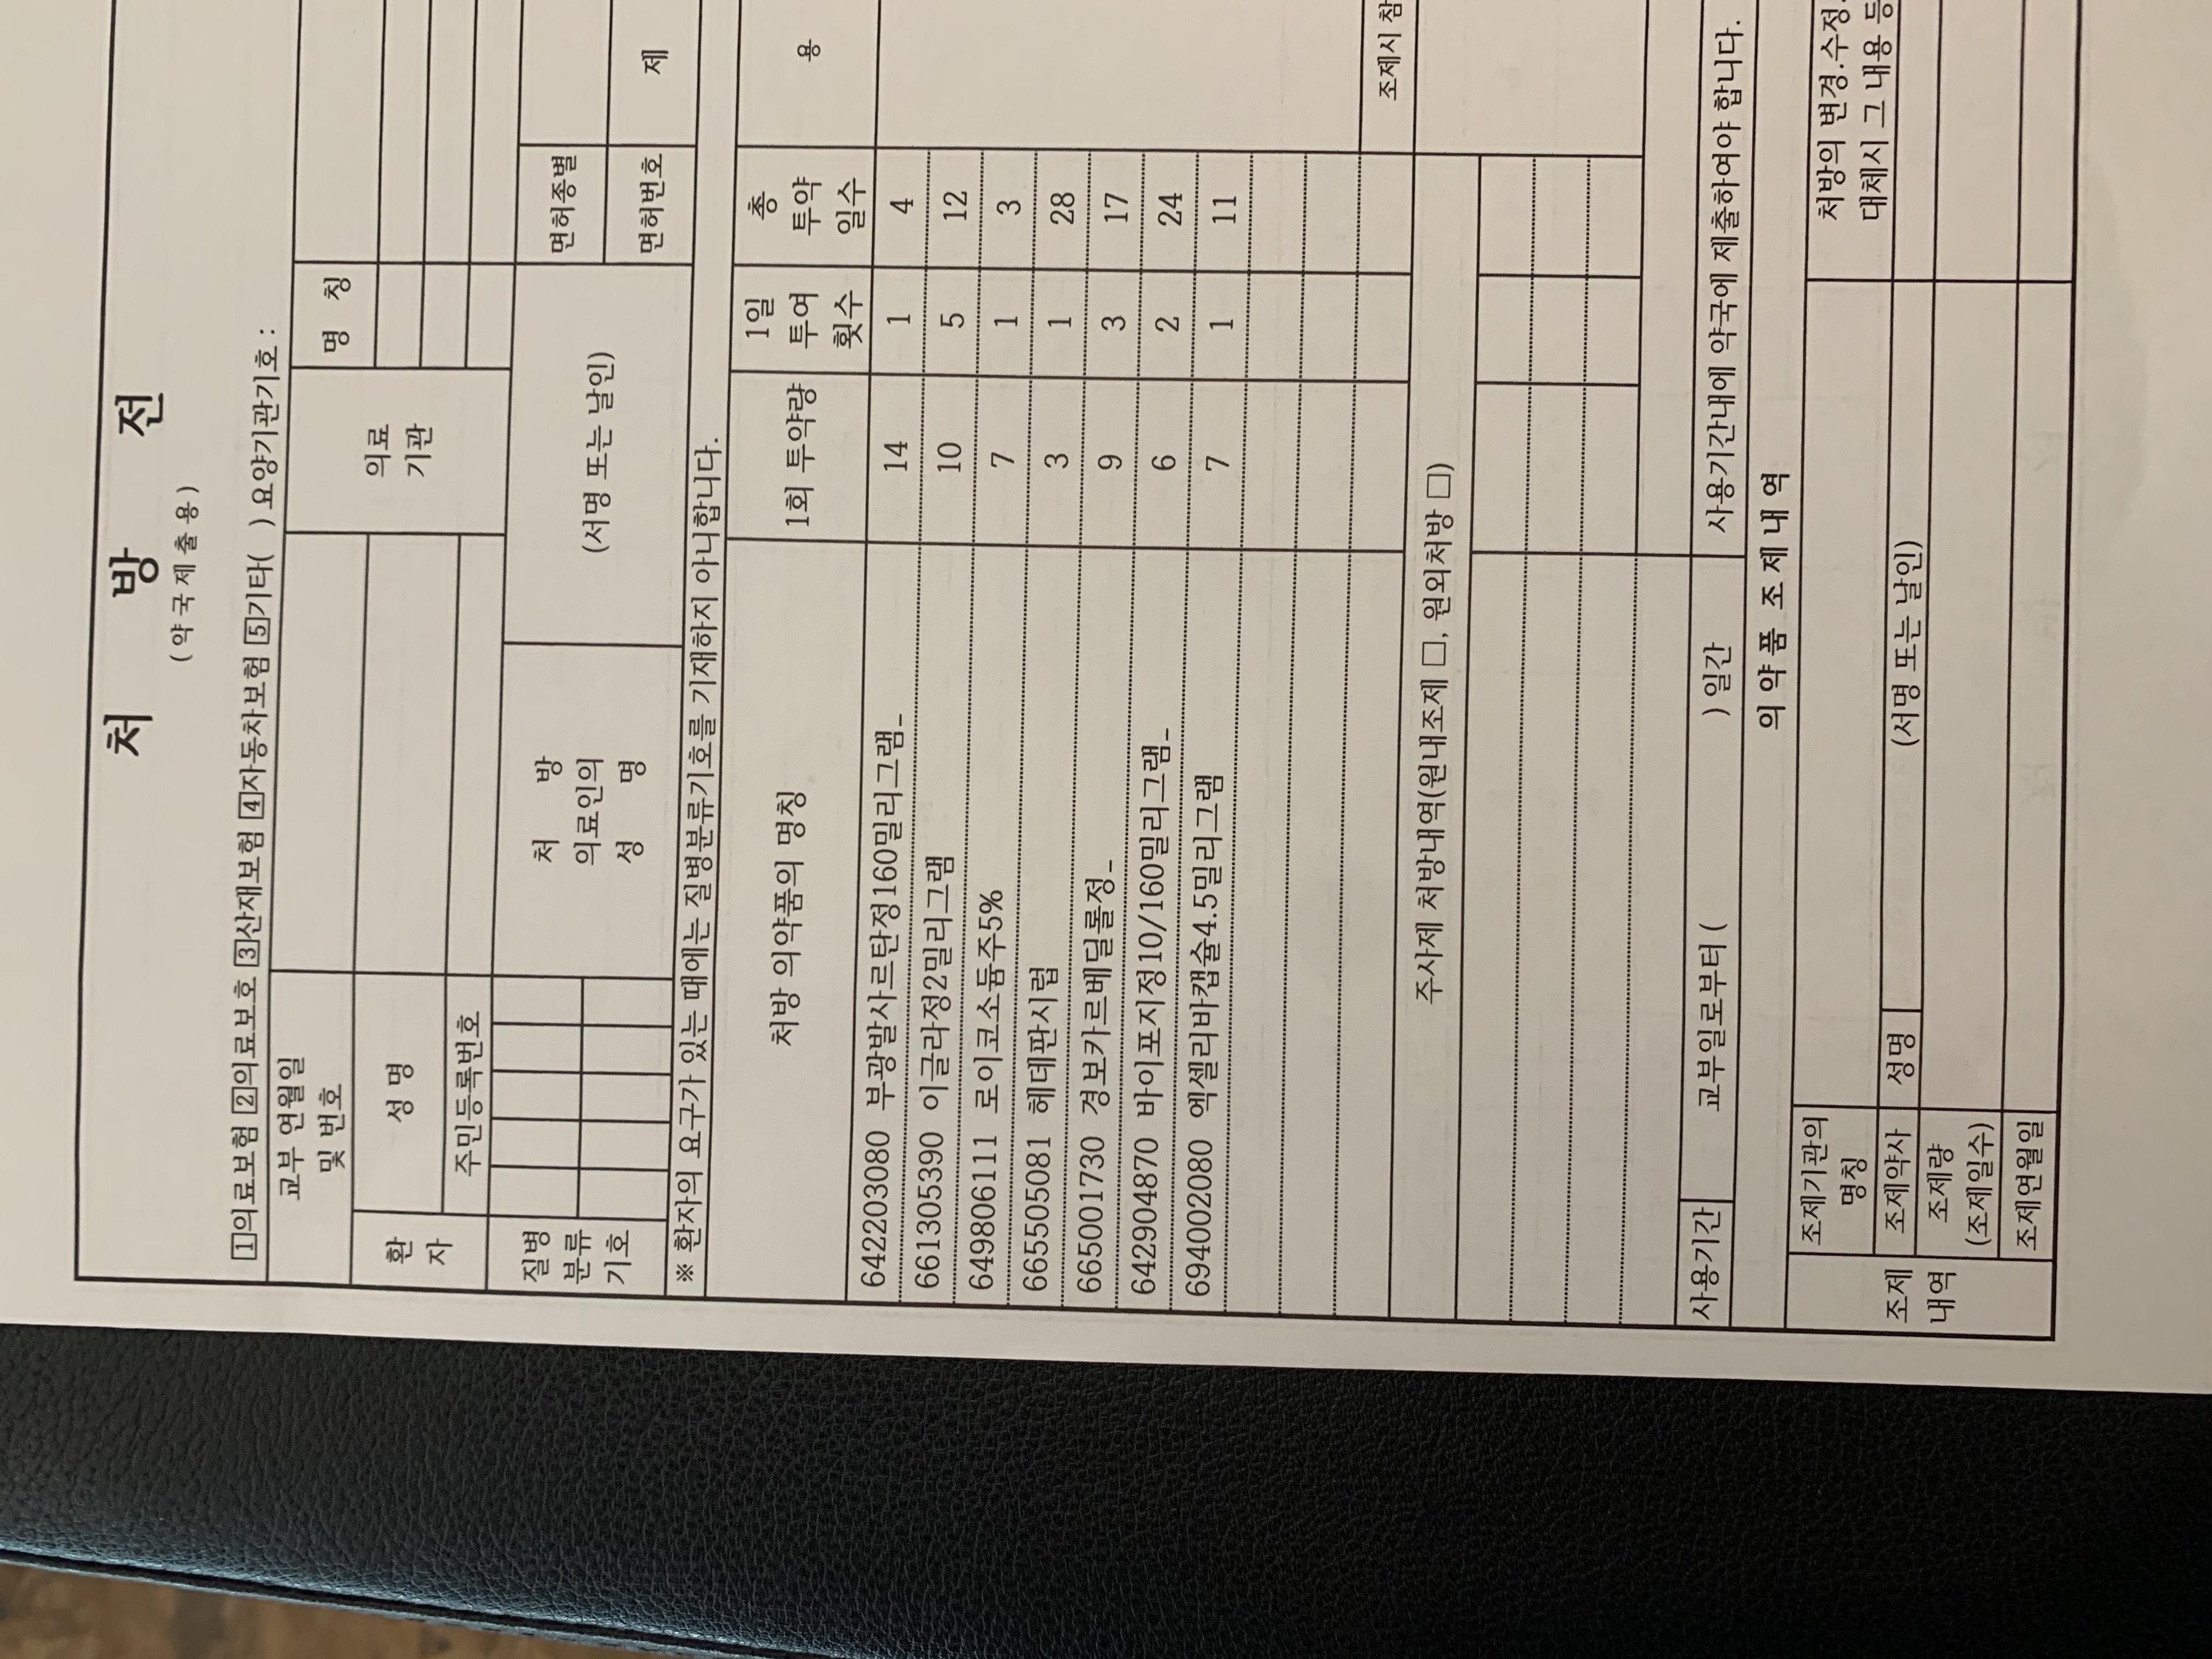 처 방 전
(약국제출용)
1의료보험 2의료보호 3산재보험 4자동차보험 5기타( ) 요양기관기호 :
교부 연월일
및 번호
환
자
성 명
주민등록번호
의료
기관
명 칭
질병
분류
기호
처 방
의료인의
성 명
(서명 또는 날인)
면허종별
면허번호
제
※ 환자의 요구가 있는 때에는 질병분류기호를 기재하지 아니합니다.
처방 의약품의 명칭
1회 투약량
1일
투여
횟수
총
투약
일수
용
642203080 부광발사르탄정160밀리그램_ 14 1 4
661305390 이글라정2밀리그램 10 5 12
649806111 로이코소듐주5% 7 1 3
665505081 헤데판시럽 3 1 28
665001730 경보카르베딜롤정_ 9 3 17
642904870 바이포지정10/160밀리그램_ 6 2 24
694002080 엑셀리바캡슐4.5밀리그램 7 1 11
조제시 참
주사제 처방내역(원내조제 □, 원외처방 □)
사용기간
교부일로부터 ( ) 일간
사용기간내에 약국에 제출하여야 합니다.
의약품 조제내역
조제
내역
조제기관의
명칭
처방의 변경.수정.
대체시 그 내용 등
조제약사
성명
(서명 또는 날인)
조제량
(조제일수)
조제연월일